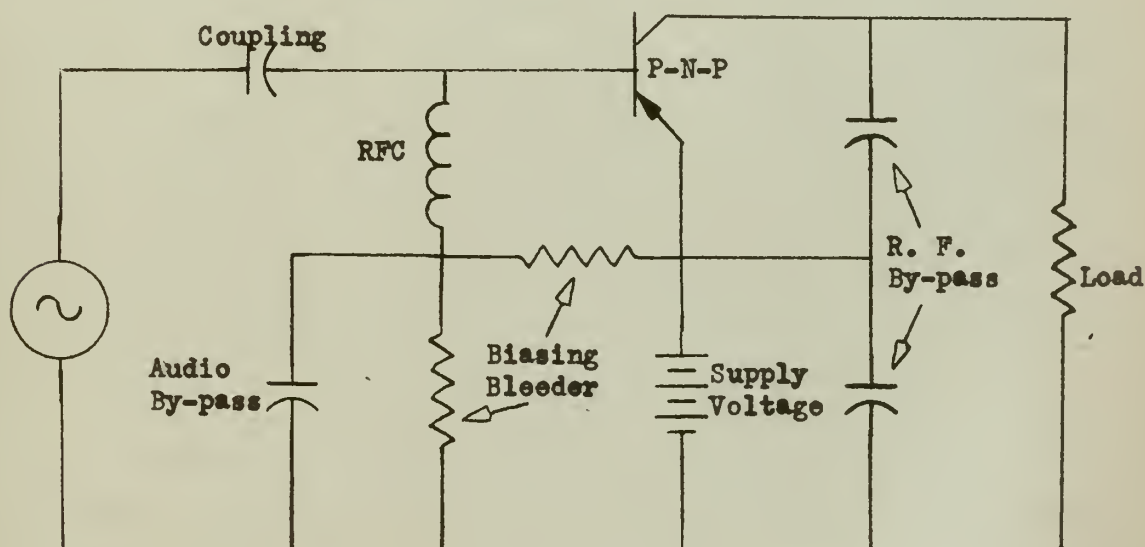 Coupling
P-N-P
RFC
R. F.
By-pass
Load
Audio
By-pass
Biasing
Bleeder
Supply
Voltage